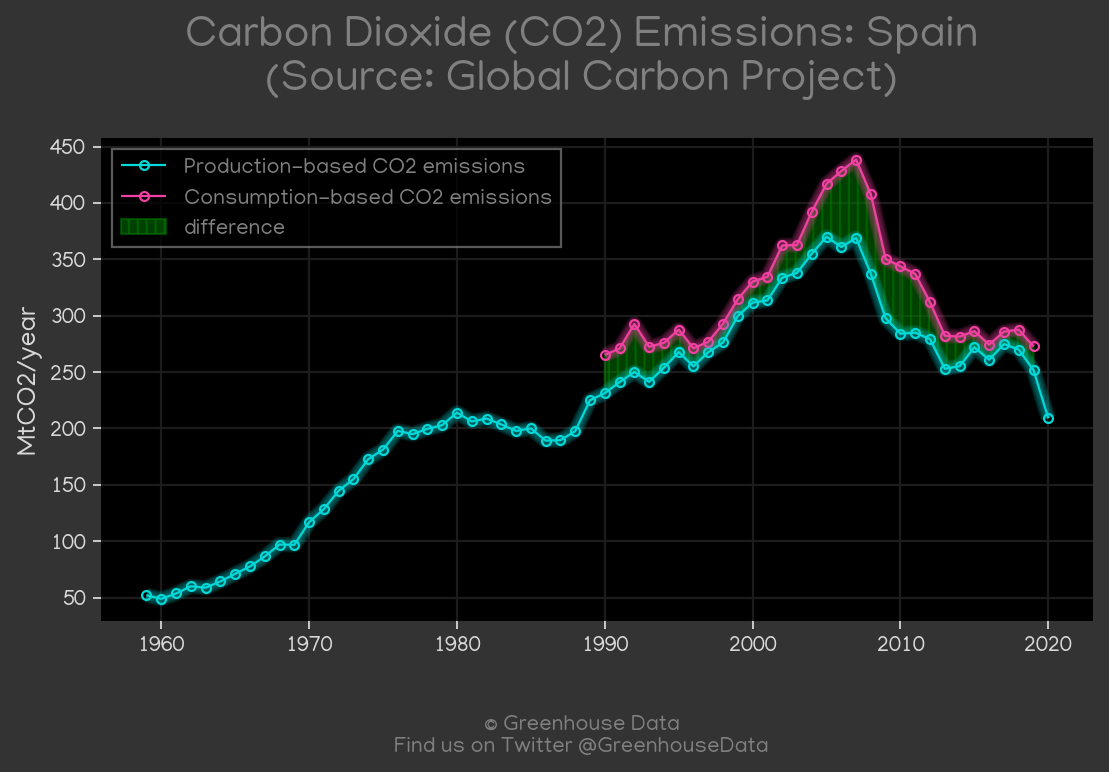 Carbon Dioxide (CO2) Emissions: Spain
(Source: Global Carbon Project)
Production-based CO2 emissions
Consumption-based CO2 emissions
difference
MtCO2/year
450
400
350
300
250
200
150
100
50
1960 1970 1980 1990 2000 2010 2020
© Greenhouse Data
Find us on Twitter @GreenhouseData